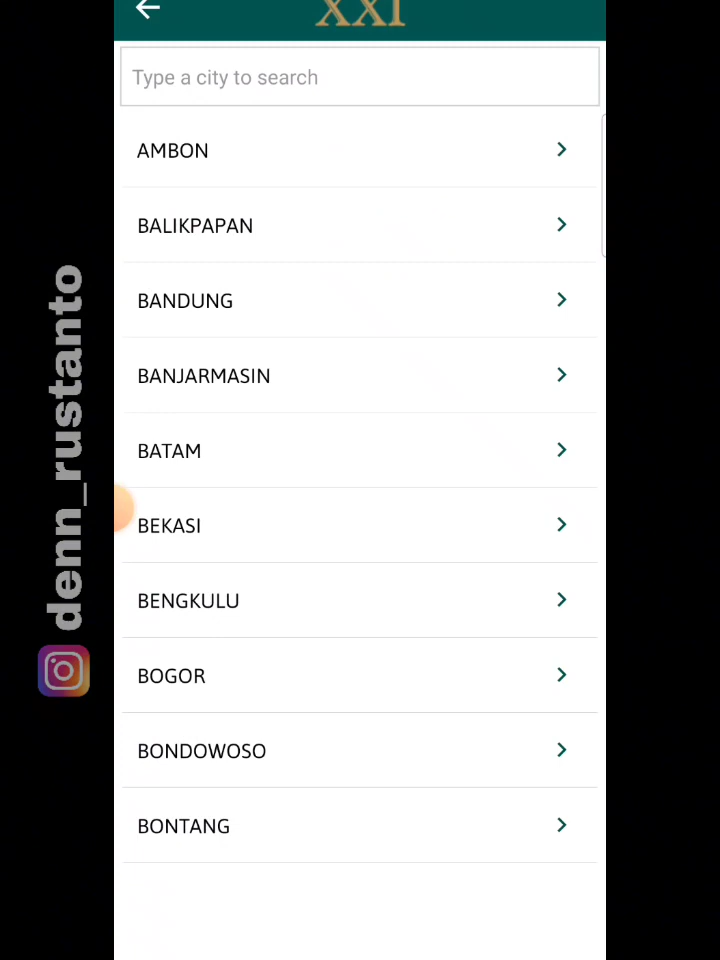 XXI
Type a city to search
AMBON
BALIKPAPAN
BANDUNG
BANJARMASIN
BATAM
BEKASI
BENGKULU
BOGOR
BONDOWOSO
BONTANG
denn_rustanto